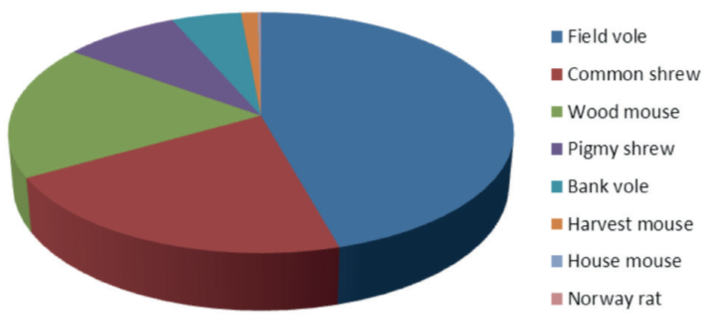 Field vole
Common shrew
Wood mouse
Pigmy shrew
Bank vole
Harvest mouse
House mouse
Norway rat